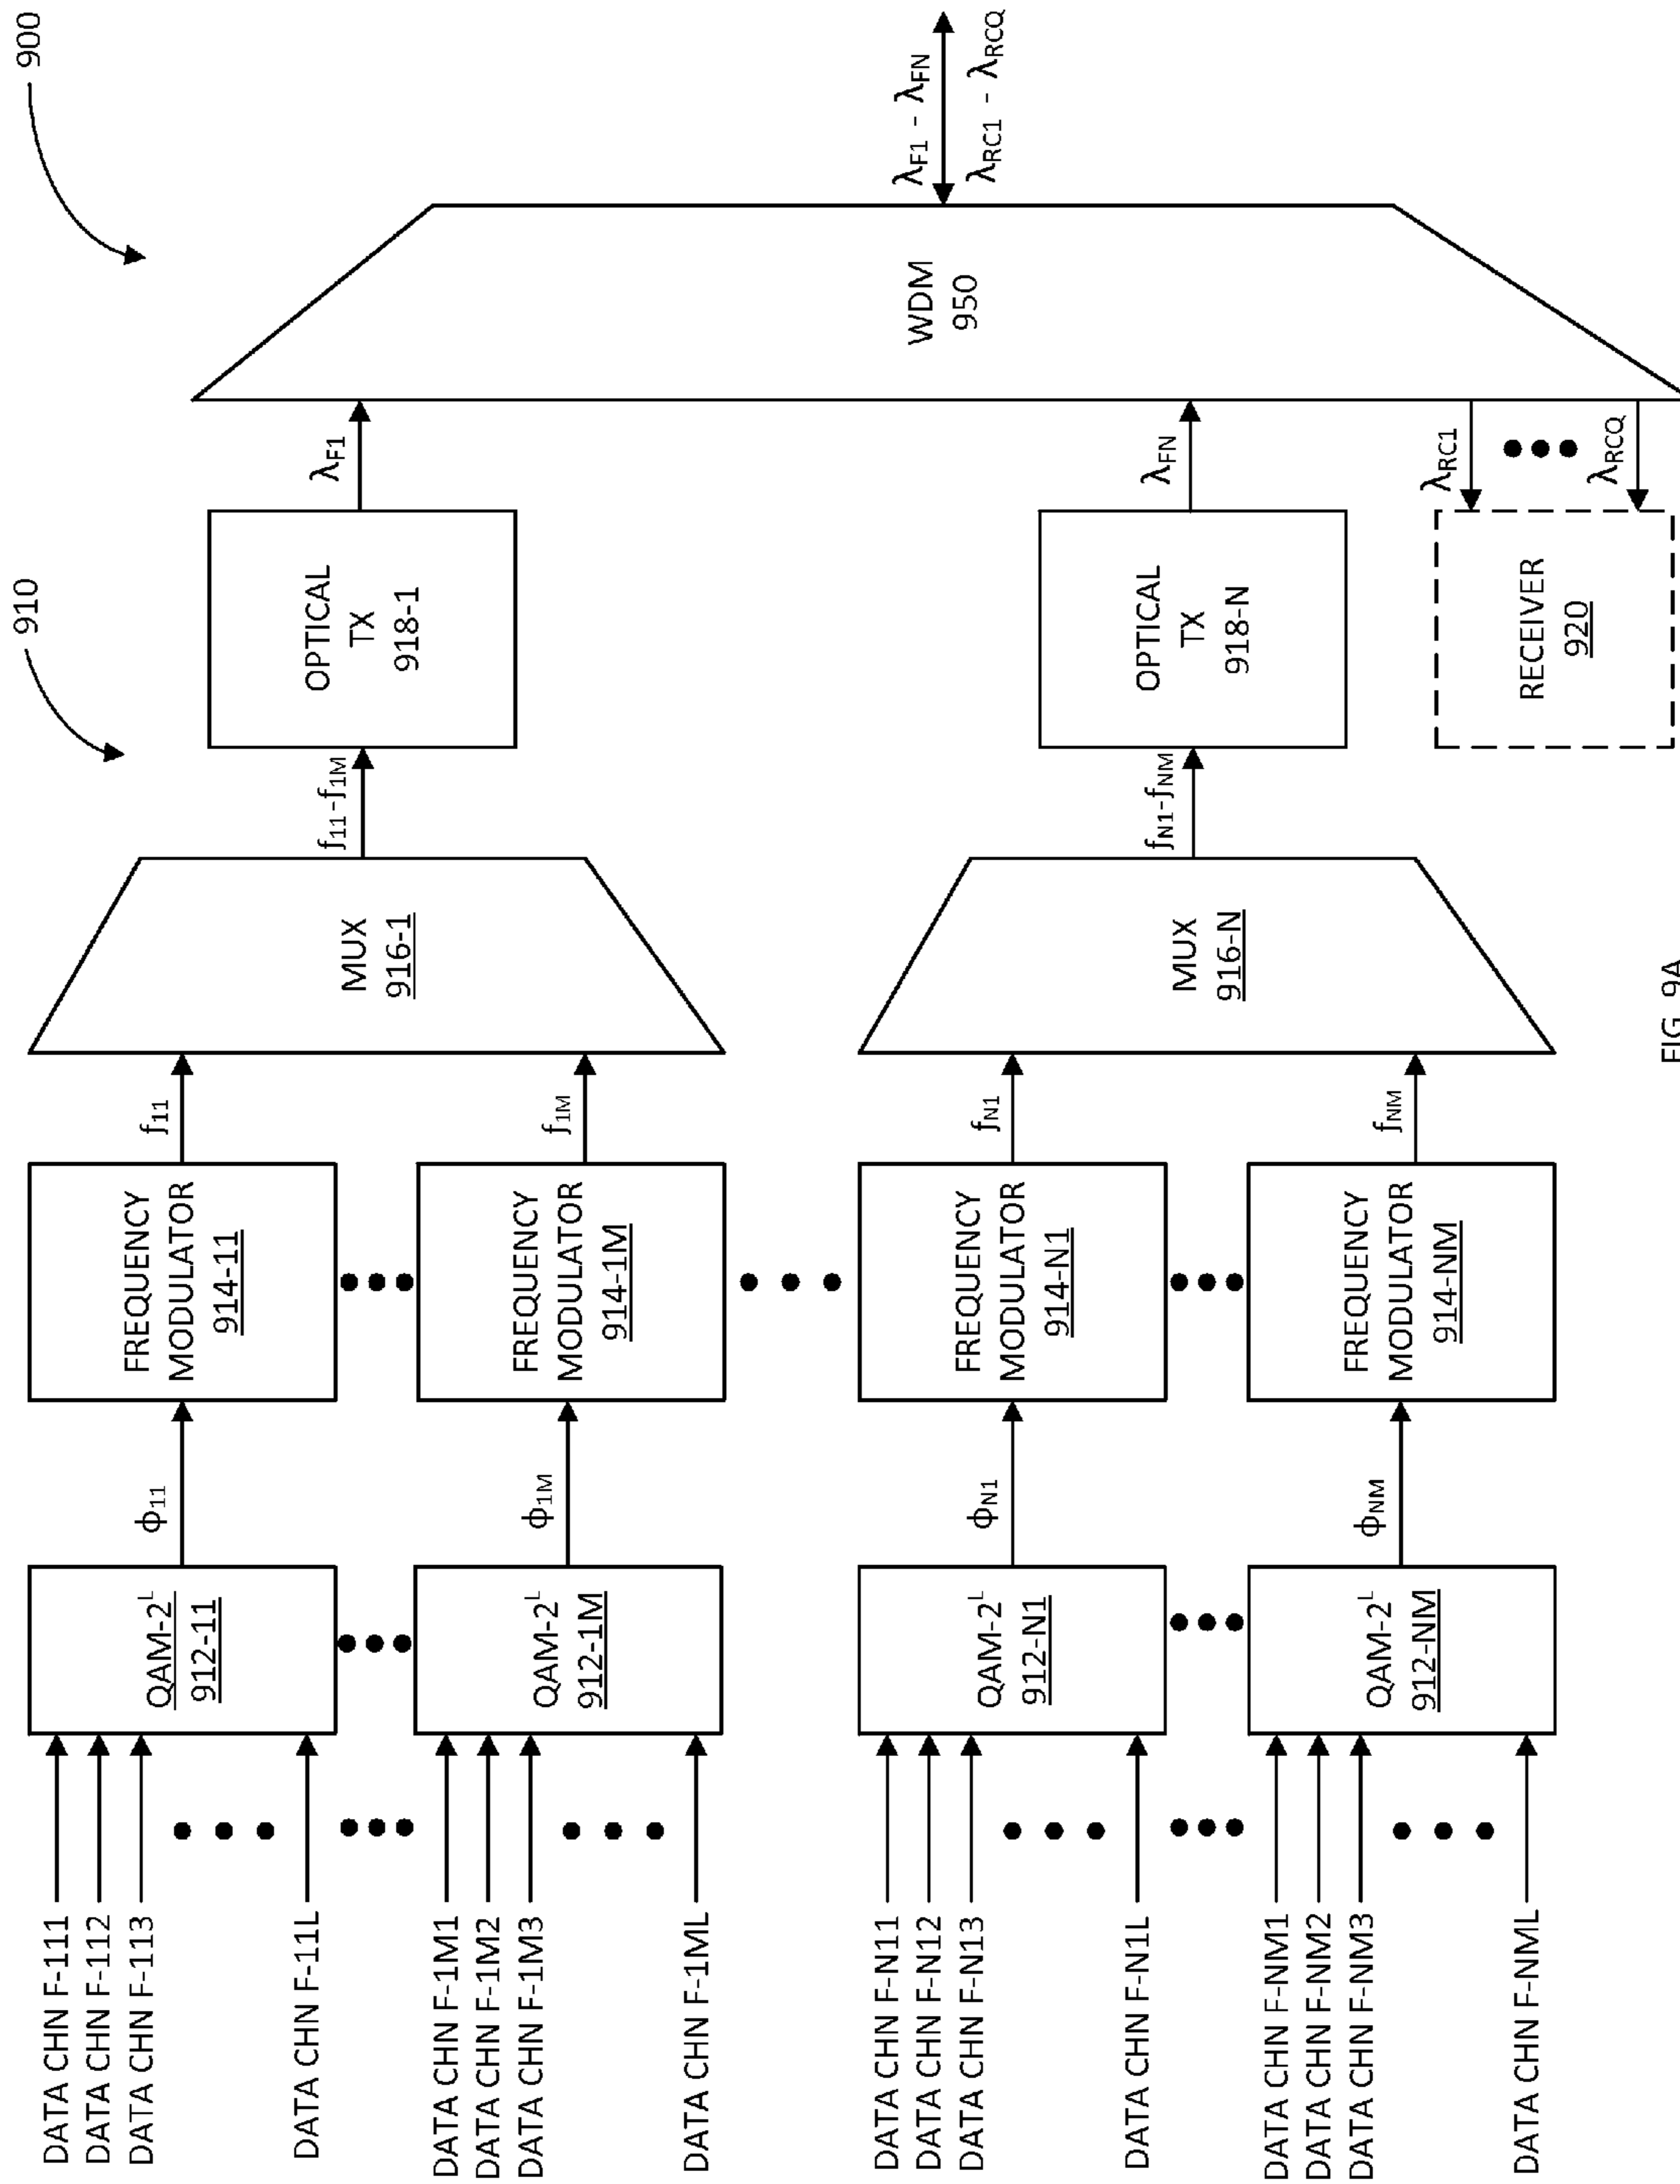 900
910
DATA CHN F-111
DATA CHN F-112
DATA CHN F-113
DATA CHN F-11L
DATA CHN F-1M1
DATA CHN F-1M2
DATA CHN F-1M3
DATA CHN F-1ML
DATA CHN F-N11
DATA CHN F-N12
DATA CHN F-N13
DATA CHN F-N1L
DATA CHN F-NM1
DATA CHN F-NM2
DATA CHN F-NM3
DATA CHN F-NML
QAM-2^L
912-11
QAM-2^L
912-1M
QAM-2^L
912-N1
QAM-2^L
912-NM
ϕ11
ϕ1M
ϕN1
ϕNM
FREQUENCY
MODULATOR
914-11
FREQUENCY
MODULATOR
914-1M
FREQUENCY
MODULATOR
914-N1
FREQUENCY
MODULATOR
914-NM
f11
f1M
fN1
fNM
MUX
916-1
MUX
916-N
f11-f1M
fN1-fNM
OPTICAL
TX
918-1
OPTICAL
TX
918-N
RECEIVER
920
λF1
λFN
λRC1
λRCQ
WDM
950
λF1 - λFN
λRC1 - λRCQ
FIG. 9A